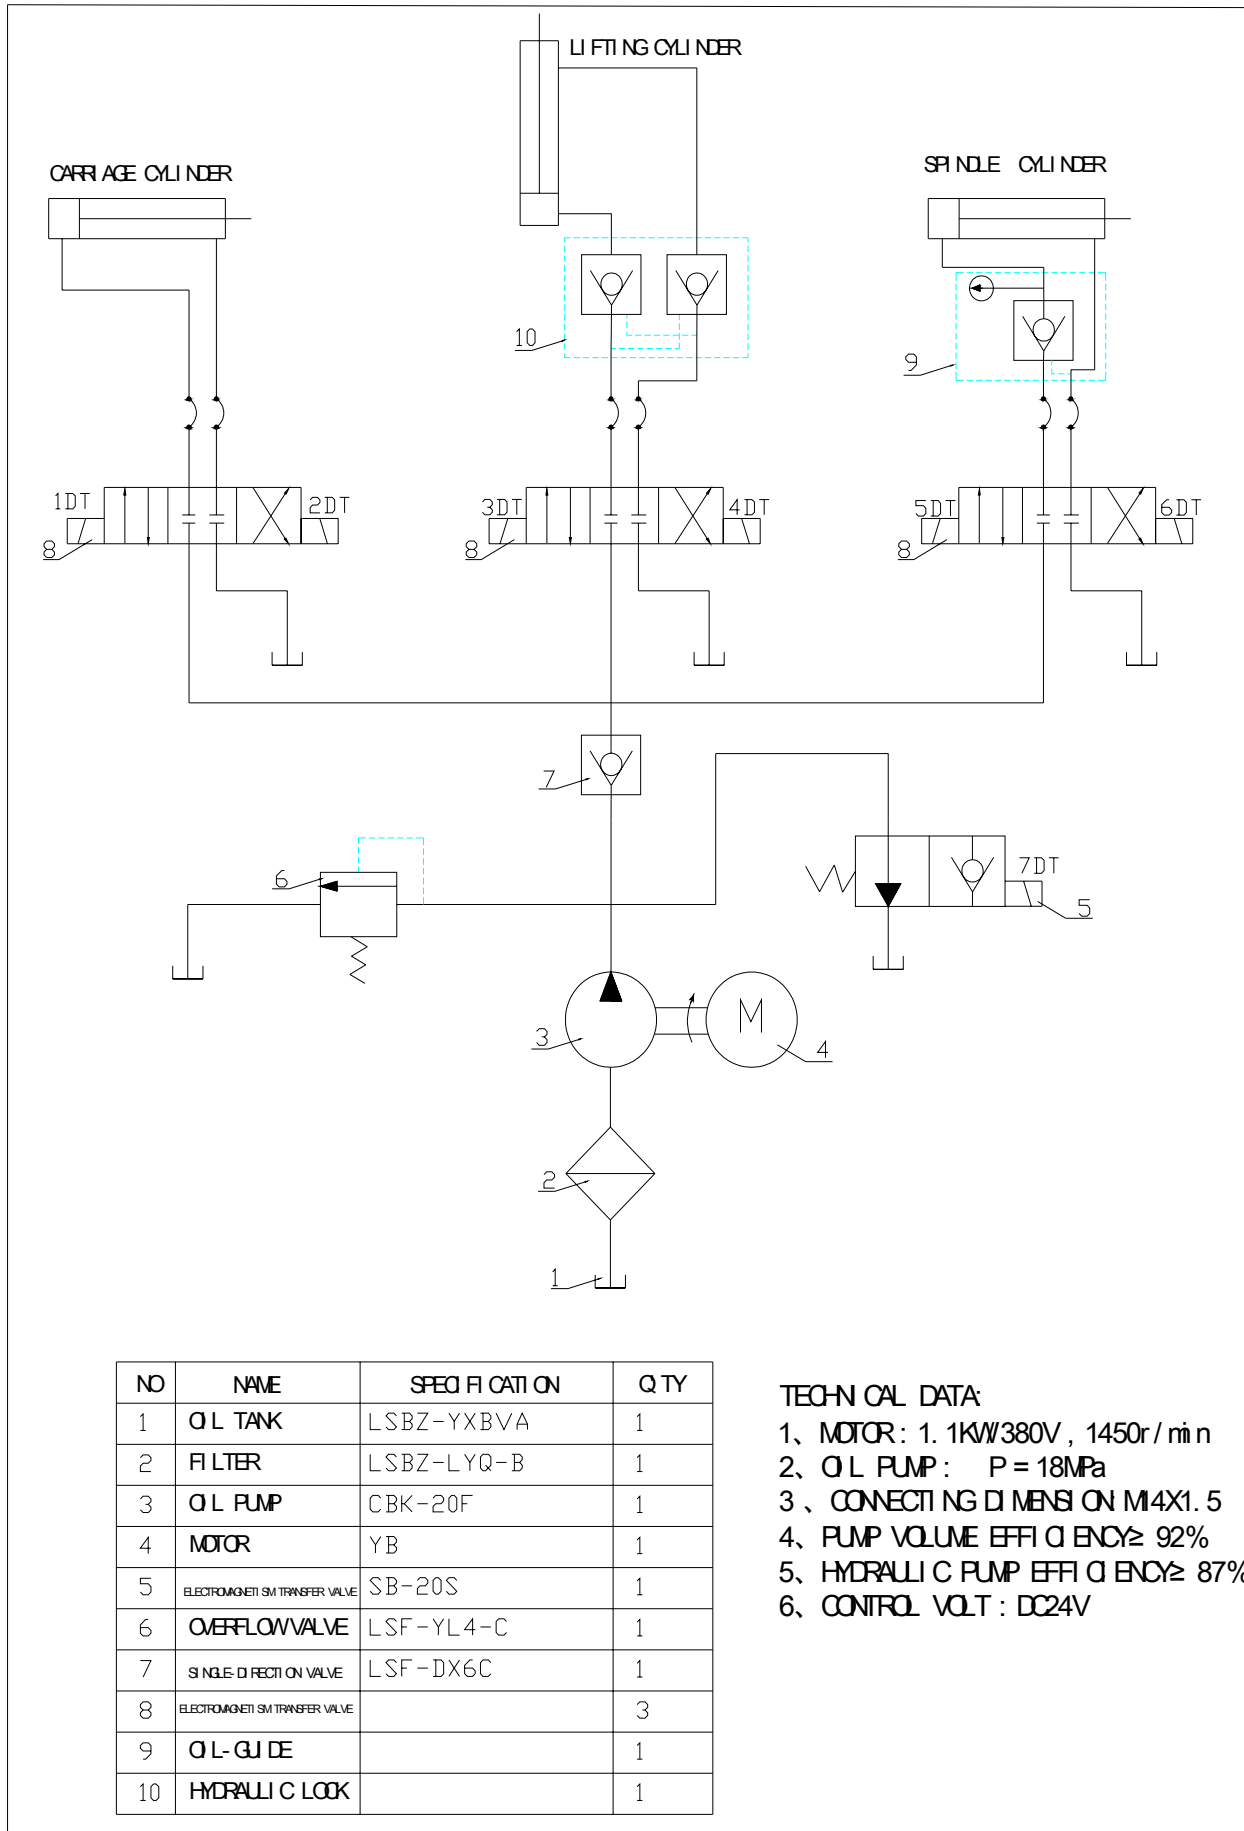 LIFTING CYLINDER
CARRIAGE CYLINDER
SPINDLE CYLINDER
10
9
1DT
2DT
3DT
4DT
5DT
6DT
8
8
8
7
6
7DT
5
3
M
4
2
1
NO NAME SPECIFICATION QTY
1 OIL TANK LSBZ-YXBVA 1
2 FILTER LSBZ-LYQ-B 1
3 OIL PUMP CBK-20F 1
4 MOTOR YB 1
5 ELECTROMAGNETISM TRANSFER VALVE SB-20S 1
6 OVERFLOW VALVE LSF-YL4-C 1
7 SINGLE-DIRECTION VALVE LSF-DX6C 1
8 ELECTROMAGNETISM TRANSFER VALVE 3
9 OIL-GUIDE 1
10 HYDRAULIC LOOK 1
TECHNICAL DATA:
1、MOTOR: 1.1KW/380V, 1450r/min
2、OIL PUMP: P=18MPa
3、CONNECTING DIMENSION: M14X1.5
4、PUMP VOLUME EFFICIENCY≥ 92%
5、HYDRAULIC PUMP EFFICIENCY≥ 87%
6、CONTROL VOLT: DC24V